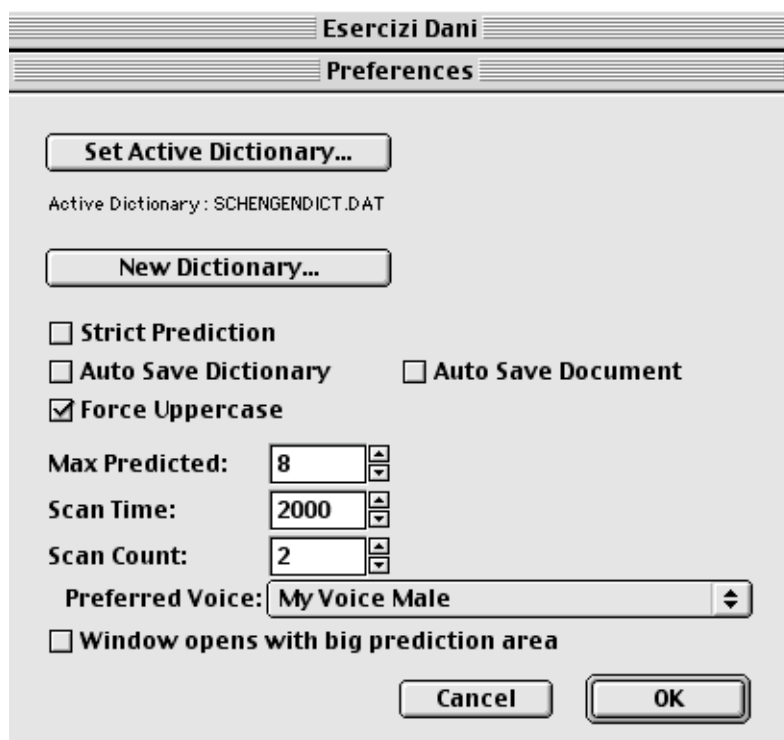 Esercizi Dani
Preferences
Set Active Dictionary...
Active Dictionary : SCHENGENDICT.DAT
New Dictionary...
Strict Prediction
Auto Save Dictionary Auto Save Document
Force Uppercase
Max Predicted: 8
Scan Time: 2000
Scan Count: 2
Preferred Voice: My Voice Male
Window opens with big prediction area
Cancel OK